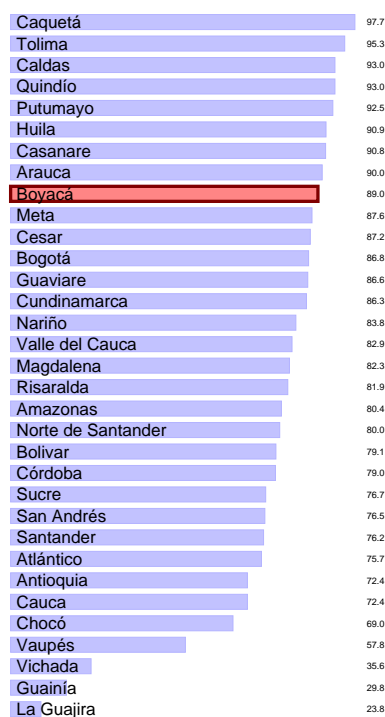 Caquetá 97.7
Tolima 95.3
Caldas 93.0
Quindío 93.0
Putumayo 92.5
Huila 90.9
Casanare 90.8
Arauca 90.0
Boyacá 89.0
Meta 87.6
Cesar 87.2
Bogotá 86.8
Guaviare 86.6
Cundinamarca 86.3
Nariño 83.8
Valle del Cauca 82.9
Magdalena 82.3
Risaralda 81.9
Amazonas 80.4
Norte de Santander 80.0
Bolivar 79.1
Córdoba 79.0
Sucre 76.7
San Andrés 76.5
Santander 76.2
Atlántico 75.7
Antioquia 72.4
Cauca 72.4
Chocó 69.0
Vaupés 57.8
Vichada 35.6
Guainía 29.8
La Guajira 23.8